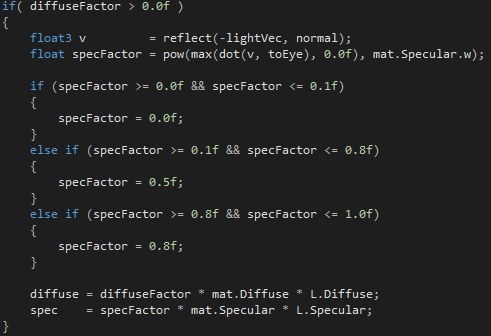 if( diffuseFactor > 0.0f )
{
    float3 v         = reflect(-lightVec, normal);
    float specFactor = pow(max(dot(v, toEye), 0.0f), mat.Specular.w);
    if (specFactor >= 0.0f && specFactor <= 0.1f)
    {
        specFactor = 0.0f;
    }
    else if (specFactor >= 0.1f && specFactor <= 0.8f)
    {
        specFactor = 0.5f;
    }
    else if (specFactor >= 0.8f && specFactor <= 1.0f)
    {
        specFactor = 0.8f;
    }
    diffuse = diffuseFactor * mat.Diffuse * L.Diffuse;
    spec    = specFactor * mat.Specular * L.Specular;
}